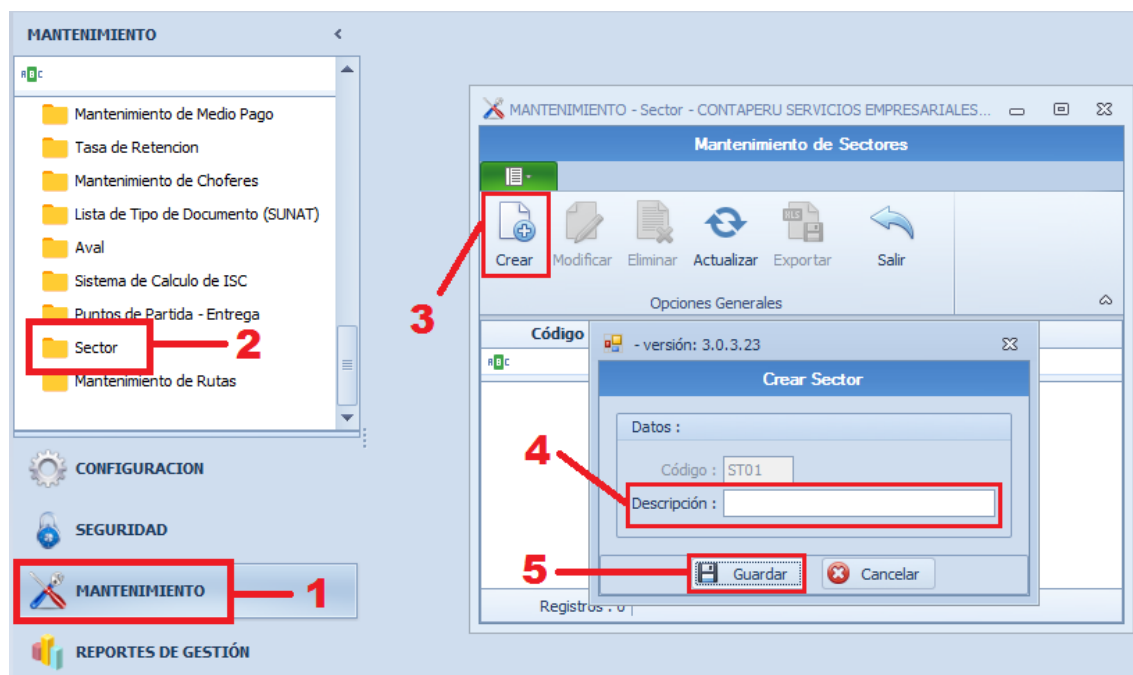 MANTENIMIENTO
ABC
Mantenimiento de Medio Pago
Tasa de Retencion
Mantenimiento de Choferes
Lista de Tipo de Documento (SUNAT)
Aval
Sistema de Calculo de ISC
Puntos de Partida - Entrega
Sector
2
Mantenimiento de Rutas
CONFIGURACION
SEGURIDAD
MANTENIMIENTO
1
REPORTES DE GESTIÓN
MANTENIMIENTO - Sector - CONTAPERU SERVICIOS EMPRESARIALES...
Mantenimiento de Sectores
3
XLS
Crear Modificar Eliminar Actualizar Exportar Salir
Opciones Generales
Código
ABC
- versión: 3.0.3.23
Crear Sector
Datos :
4
Código : ST01
Descripción :
5
Guardar Cancelar
Registros : 0